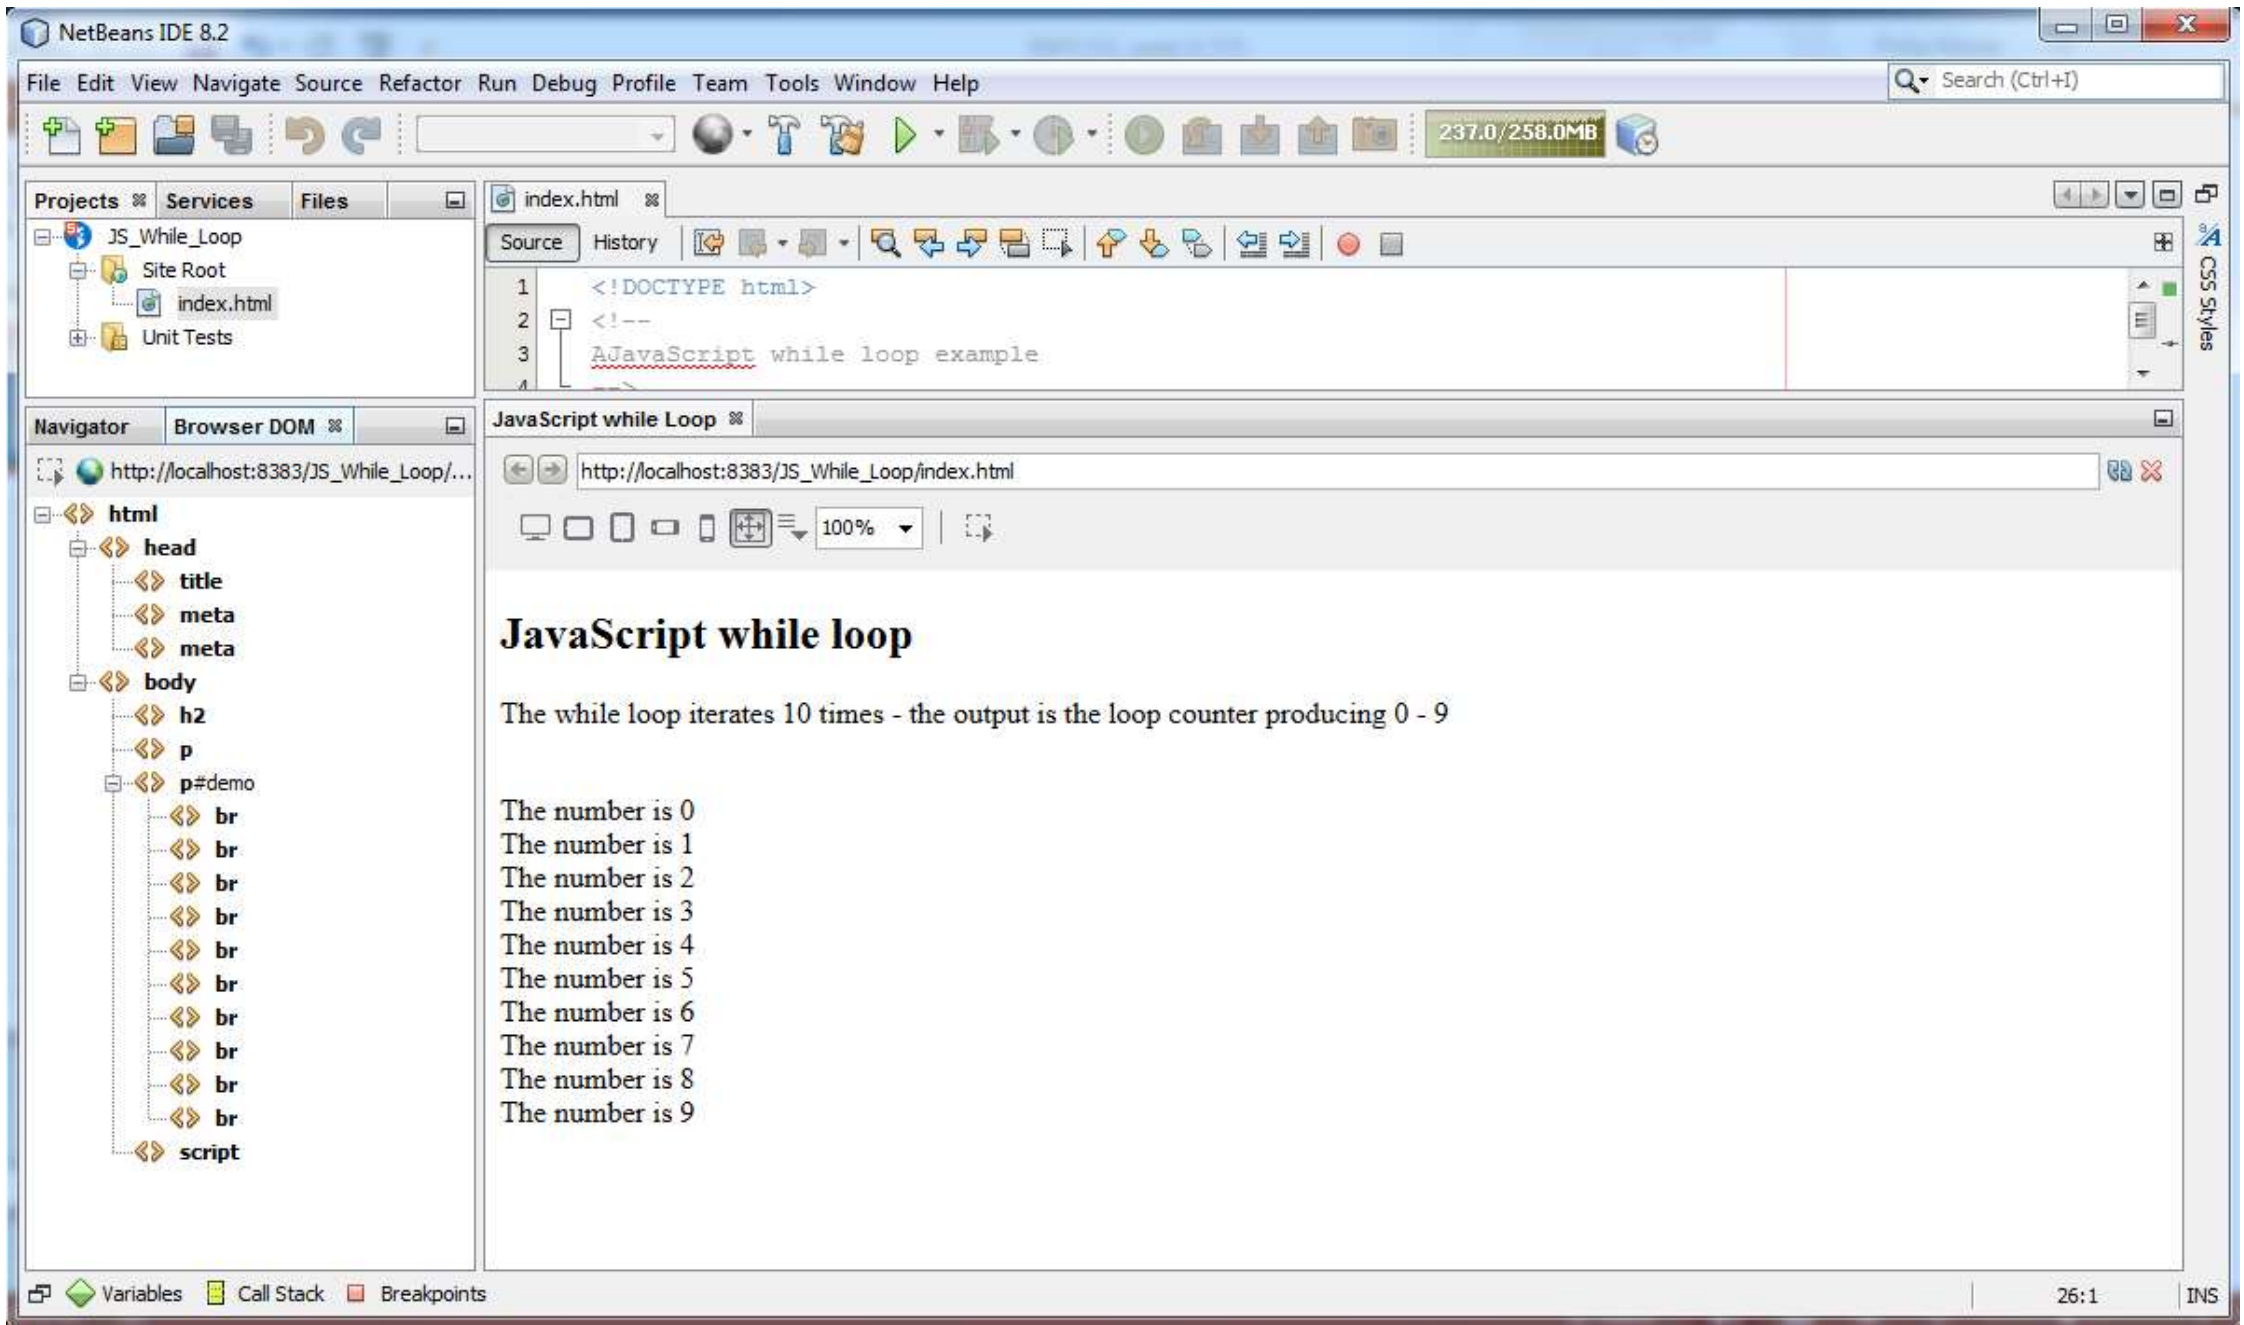 NetBeans IDE 8.2
File Edit View Navigate Source Refactor Run Debug Profile Team Tools Window Help
Search (Ctrl+I)
237.0/258.0MB
Projects Services Files
JS_While_Loop
Site Root
index.html
Unit Tests
index.html
Source History
1 <!DOCTYPE html>
2 <!--
3 AJavaScript while loop example
4 -->
CSS Styles
Navigator Browser DOM
http://localhost:8383/JS_While_Loop/...
html
head
title
meta
meta
body
h2
p
p#demo
br
br
br
br
br
br
br
br
br
br
script
JavaScript while Loop
http://localhost:8383/JS_While_Loop/index.html
100%
JavaScript while loop
The while loop iterates 10 times - the output is the loop counter producing 0 - 9
The number is 0
The number is 1
The number is 2
The number is 3
The number is 4
The number is 5
The number is 6
The number is 7
The number is 8
The number is 9
Variables Call Stack Breakpoints
26:1 INS